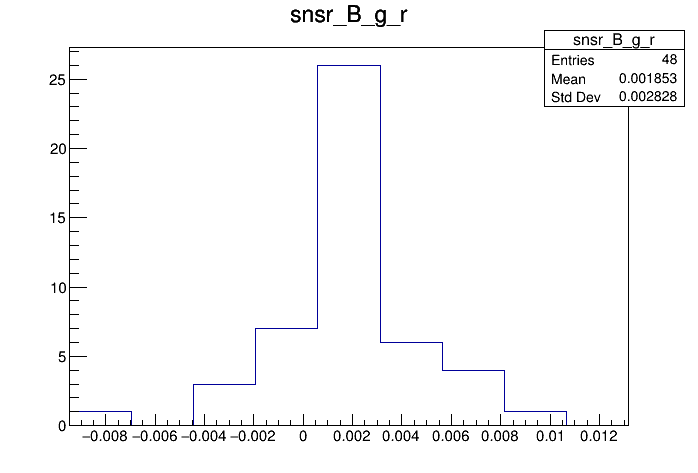 snsr_B_g_r
snsr_B_g_r
Entries 48
Mean 0.001853
Std Dev 0.002828
25
20
15
10
5
0
−0.008 −0.006 −0.004 −0.002 0 0.002 0.004 0.006 0.008 0.01 0.012